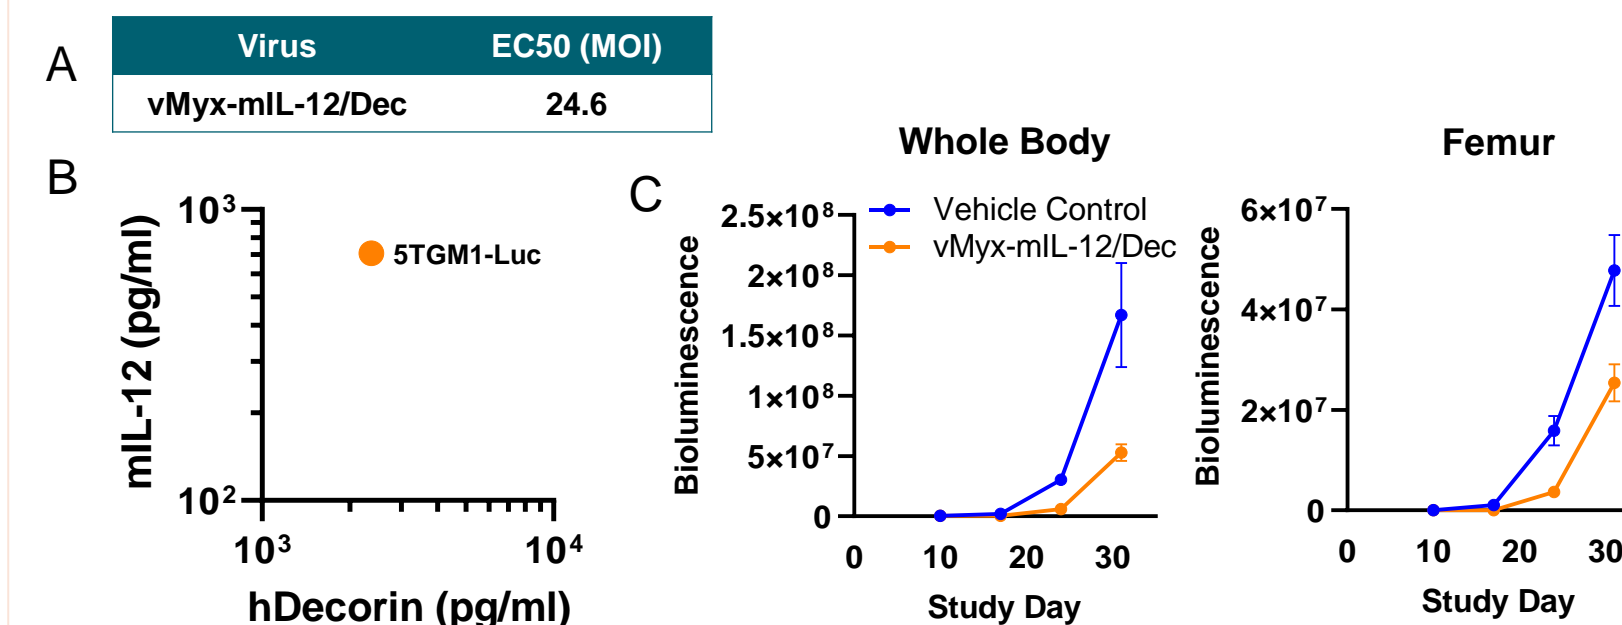 A
Virus EC50 (MOI)
vMyx-mIL-12/Dec 24.6
B
10³
mIL-12 (pg/ml)
5TGM1-Luc
10²
10³ 10⁴
hDecorin (pg/ml)
C
Whole Body
Vehicle Control
vMyx-mIL-12/Dec
Bioluminescence
2.5×10⁸
2×10⁸
1.5×10⁸
1×10⁸
5×10⁷
0
0 10 20 30
Study Day
Femur
Bioluminescence
6×10⁷
4×10⁷
2×10⁷
0
0 10 20 30
Study Day